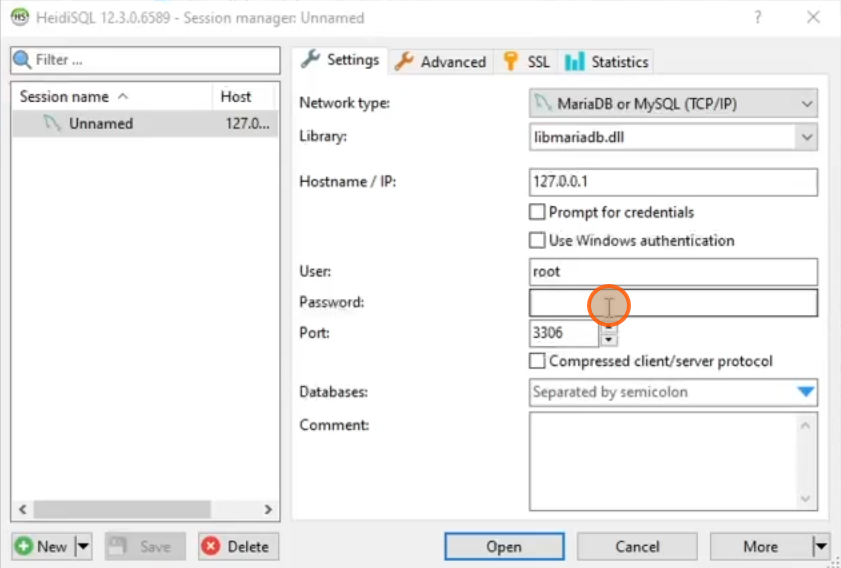 HeidiSQL 12.3.0.6589 - Session manager: Unnamed
Filter ...
Session name
Host
Unnamed
127.0...
Settings
Advanced
SSL
Statistics
Network type:
MariaDB or MySQL (TCP/IP)
Library:
libmariadb.dll
Hostname / IP:
127.0.0.1
Prompt for credentials
Use Windows authentication
User:
root
Password:
Port:
3306
Compressed client/server protocol
Databases:
Separated by semicolon
Comment:
New
Save
Delete
Open
Cancel
More